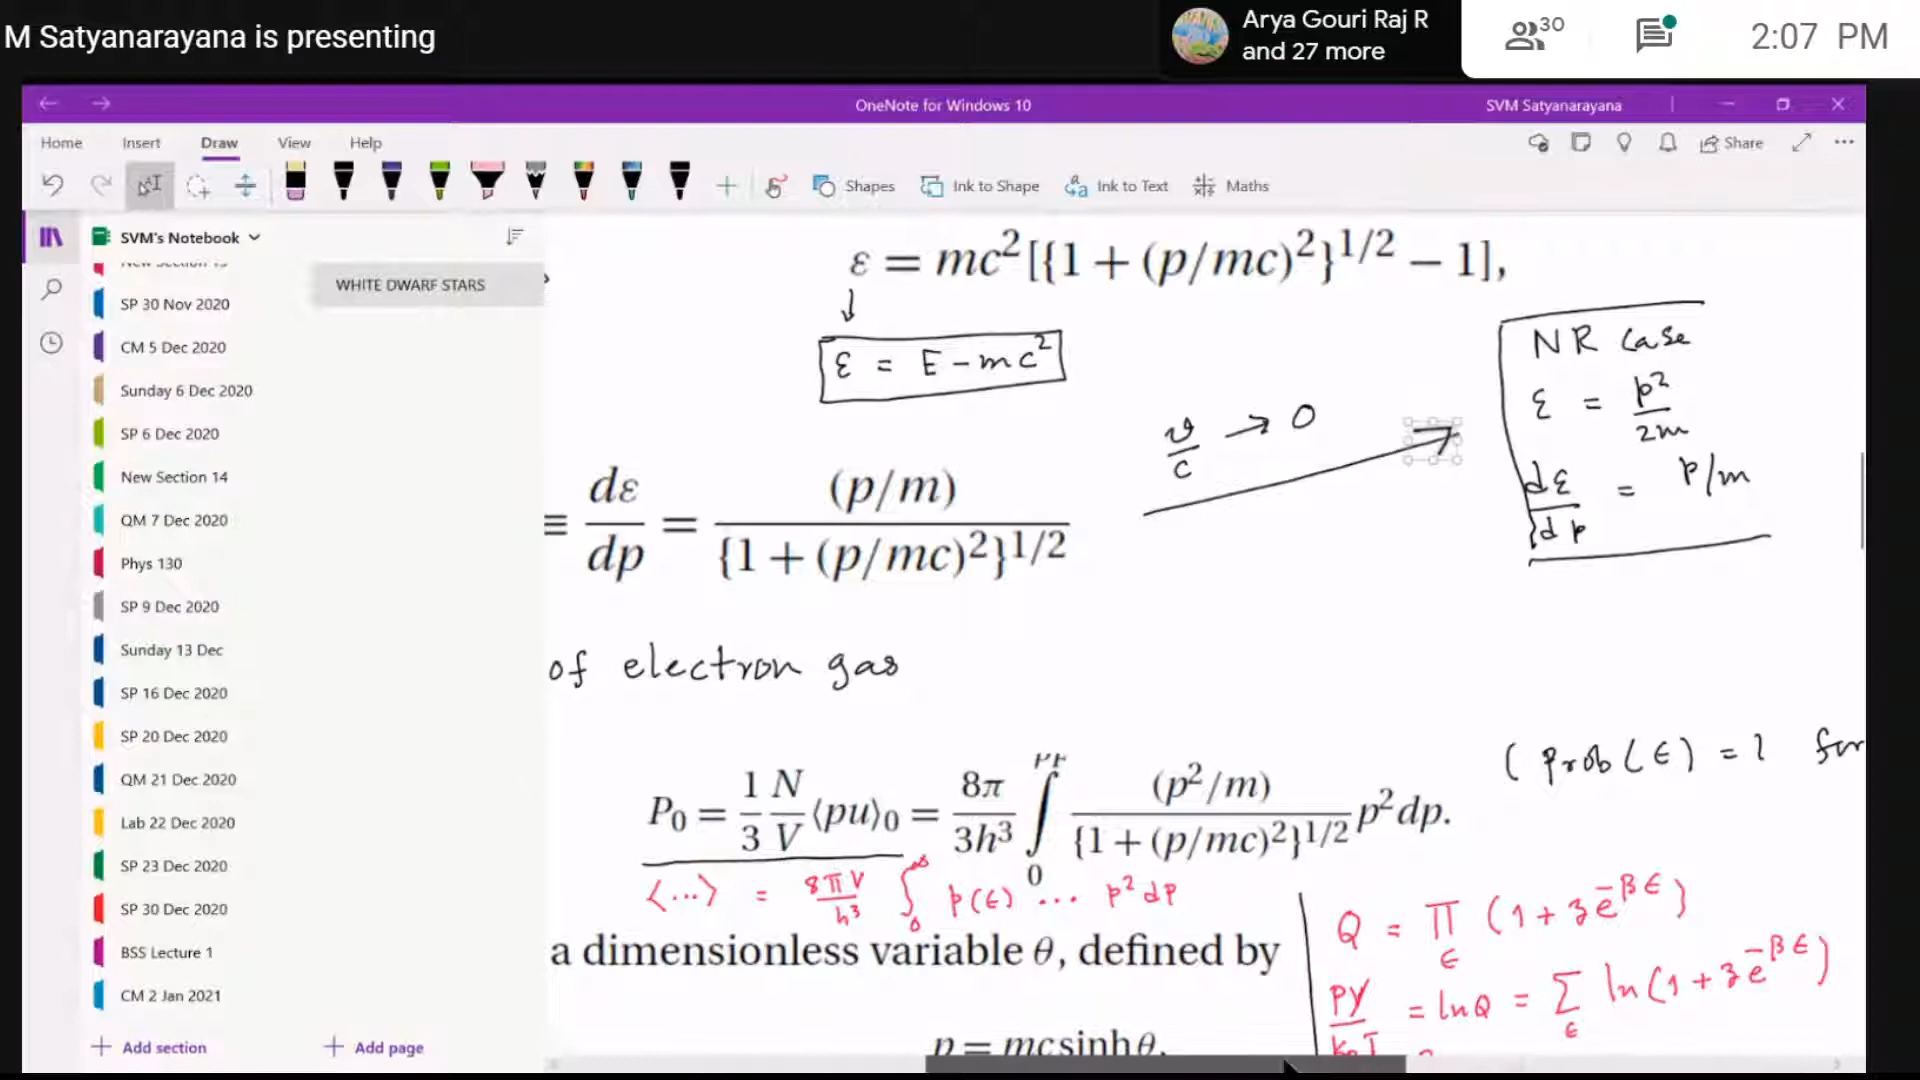 M Satyanarayana is presenting
Arya Gouri Raj R
and 27 more
30
2:07 PM
OneNote for Windows 10
SVM Satyanarayana
Home Insert Draw View Help
Share
Shapes Ink to Shape Ink to Text Maths
SVM's Notebook
WHITE DWARF STARS
SP 30 Nov 2020
CM 5 Dec 2020
Sunday 6 Dec 2020
SP 6 Dec 2020
New Section 14
QM 7 Dec 2020
Phys 130
SP 9 Dec 2020
Sunday 13 Dec
SP 16 Dec 2020
SP 20 Dec 2020
QM 21 Dec 2020
Lab 22 Dec 2020
SP 23 Dec 2020
SP 30 Dec 2020
BSS Lecture 1
CM 2 Jan 2021
+ Add section
+ Add page
ε = mc²[{1 + (p/mc)²}^{1/2} − 1],
↓
ε = E − mc²
v/c → 0
NR Case
ε = p²/2m
dε/dp = p/m
≡ dε/dp = (p/m)/{1 + (p/mc)²}^{1/2}
of electron gas
(prob(ϵ) = 1 for
P₀ = 1/3 N/V ⟨pu⟩₀ = 8π/3h³ ∫₀^{pF} (p²/m)/{1 + (p/mc)²}^{1/2} p² dp.
⟨...⟩ = 8πV/h³ ∫₀^∞ p(ϵ) ... p² dp
Q = Π_ϵ (1 + ze^{−βϵ})
a dimensionless variable θ, defined by
PV/k_BT = ln Q = Σ_ϵ ln(1 + ze^{−βϵ})
p = mc sinh θ,